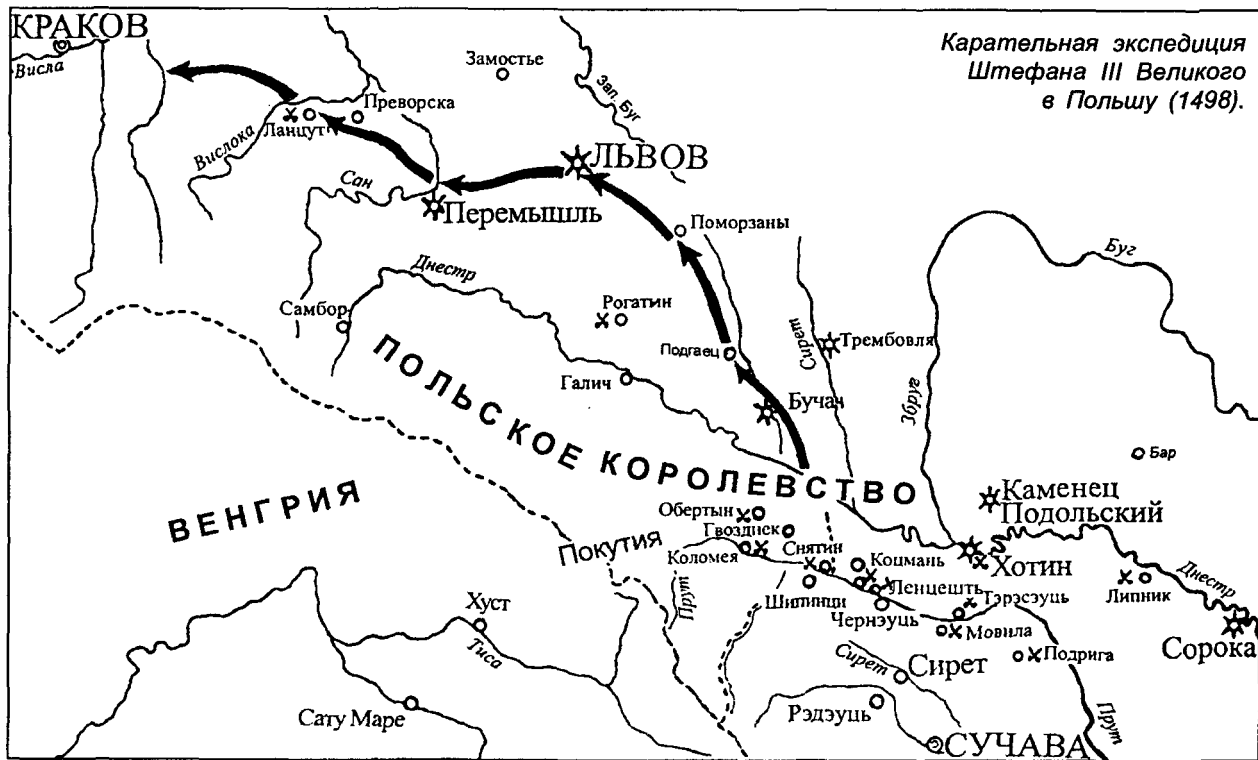 КРАКОВ
Висла
Карательная экспедиция
Штефана III Великого
в Польшу (1498).
Замостье
Зап. Буг
Преворска
Ланцут
Вислока
ЛЬВОВ
Сан
Перемышль
Поморзаны
Буг
Днестр
Самбор
Рогатин
Сирет
Трембовля
Подгаец
Галич
Бучач
Збруг
Бар
ПОЛЬСКОЕ КОРОЛЕВСТВО
ВЕНГРИЯ
Каменец
Подольский
Обертын
Гвоздиек
Покутия
Коломея
Снятин
Коцмань
Хотин
Днестр
Ленцешть
Шипинци
Тэрэсэуць
Липник
Прут
Чернэуць
Хуст
Мовила
Сорока
Тиса
Подрига
Сирет
Сирет
Сату Маре
Рэдэуць
Прут
СУЧАВА